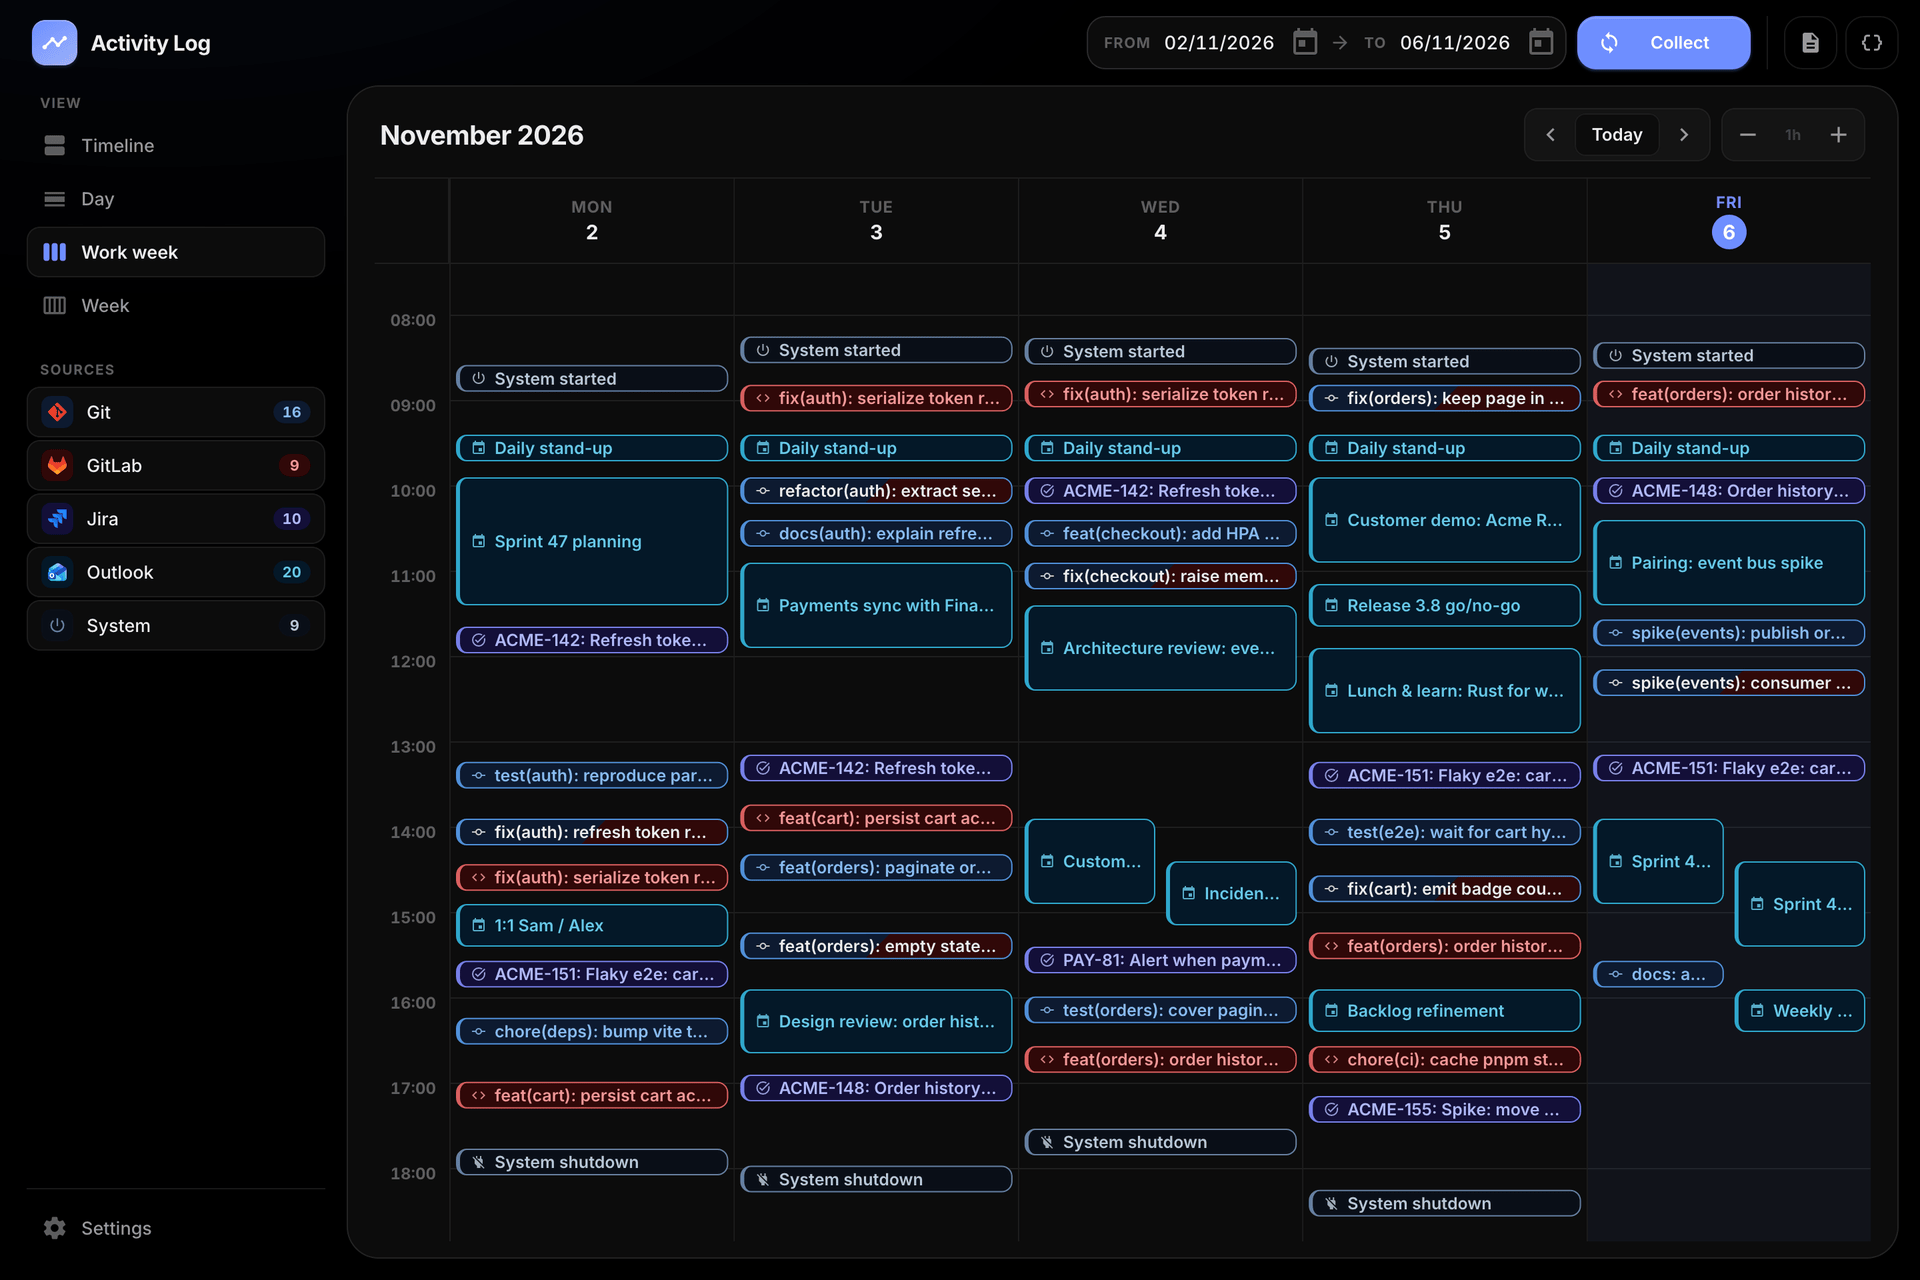 Activity Log
FROM 02/11/2026 TO 06/11/2026
Collect
VIEW
Timeline
Day
Work week
Week
SOURCES
Git 16
GitLab 9
Jira 10
Outlook 20
System 9
Settings
November 2026
Today
1h
MON
2
TUE
3
WED
4
THU
5
FRI
6
08:00
09:00
10:00
11:00
12:00
13:00
14:00
15:00
16:00
17:00
18:00
System started
Daily stand-up
Sprint 47 planning
ACME-142: Refresh toke...
test(auth): reproduce par...
fix(auth): refresh token r...
fix(auth): serialize token r...
1:1 Sam / Alex
ACME-151: Flaky e2e: car...
chore(deps): bump vite t...
feat(cart): persist cart ac...
System shutdown
System started
fix(auth): serialize token r...
Daily stand-up
refactor(auth): extract se...
docs(auth): explain refre...
Payments sync with Fina...
ACME-142: Refresh toke...
feat(cart): persist cart ac...
feat(orders): paginate or...
feat(orders): empty state...
Design review: order hist...
ACME-148: Order history...
System shutdown
System started
fix(auth): serialize token r...
Daily stand-up
ACME-142: Refresh toke...
feat(checkout): add HPA ...
fix(checkout): raise mem...
Architecture review: eve...
Custom...
Inciden...
PAY-81: Alert when paym...
test(orders): cover pagin...
feat(orders): order histor...
System shutdown
System started
fix(orders): keep page in ...
Daily stand-up
Customer demo: Acme R...
Release 3.8 go/no-go
Lunch & learn: Rust for w...
ACME-151: Flaky e2e: car...
test(e2e): wait for cart hy...
fix(cart): emit badge cou...
feat(orders): order histor...
Backlog refinement
chore(ci): cache pnpm st...
ACME-155: Spike: move ...
System shutdown
System started
feat(orders): order histor...
Daily stand-up
ACME-148: Order history...
Pairing: event bus spike
spike(events): publish or...
spike(events): consumer ...
ACME-151: Flaky e2e: car...
Sprint 4...
Sprint 4...
docs: a...
Weekly ...